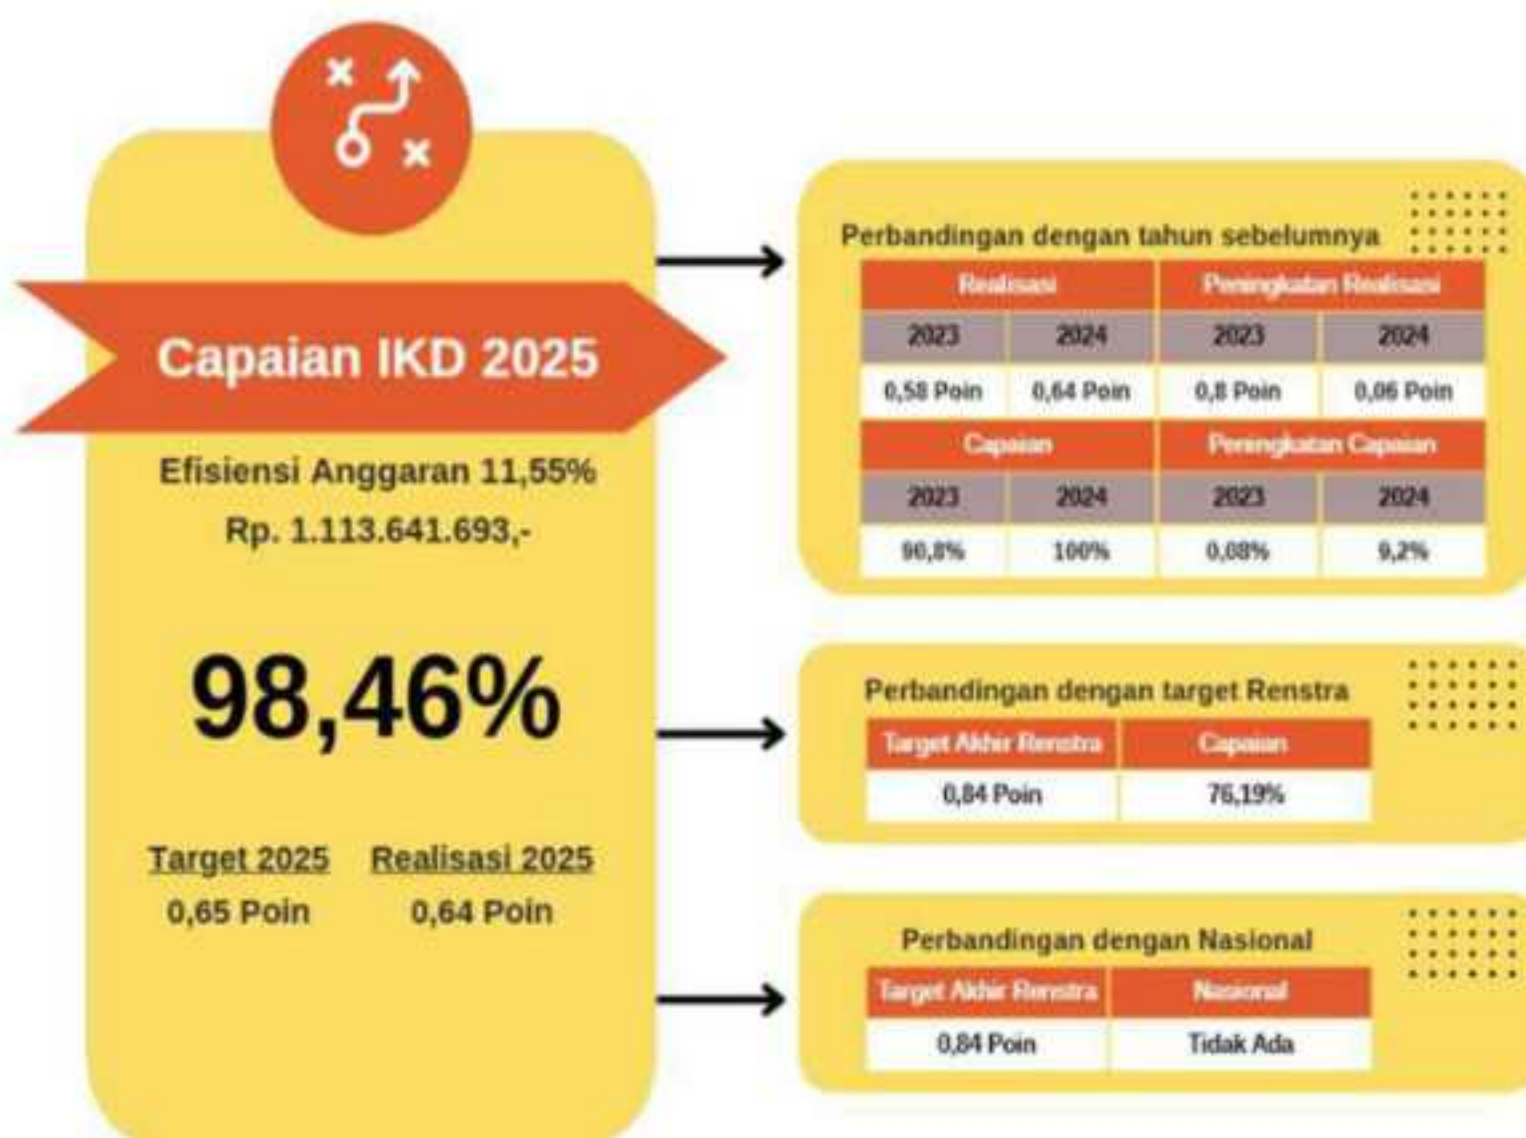 Capaian IKD 2025
Efisiensi Anggaran 11,55%
Rp. 1.113.641.693,-
98,46%
Target 2025 Realisasi 2025
0,65 Poin 0,64 Poin
Perbandingan dengan tahun sebelumnya
Realisasi Peningkatan Realisasi
2023 2024 2023 2024
0,58 Poin 0,64 Poin 0,8 Poin 0,06 Poin
Capaian Peningkatan Capaian
2023 2024 2023 2024
90,8% 100% 0,08% 9,2%
Perbandingan dengan target Renstra
Target Akhir Renstra Capaian
0,84 Poin 76,19%
Perbandingan dengan Nasional
Target Akhir Renstra Nasional
0,84 Poin Tidak Ada